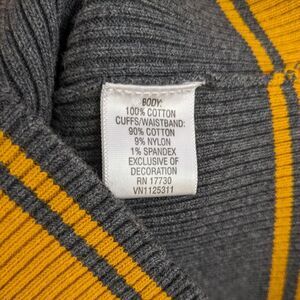 BODY:
100% COTTON
CUFFS/WAISTBAND:
90% COTTON
9% NYLON
1% SPANDEX
EXCLUSIVE OF
DECORATION
RN 17730
VN1125311